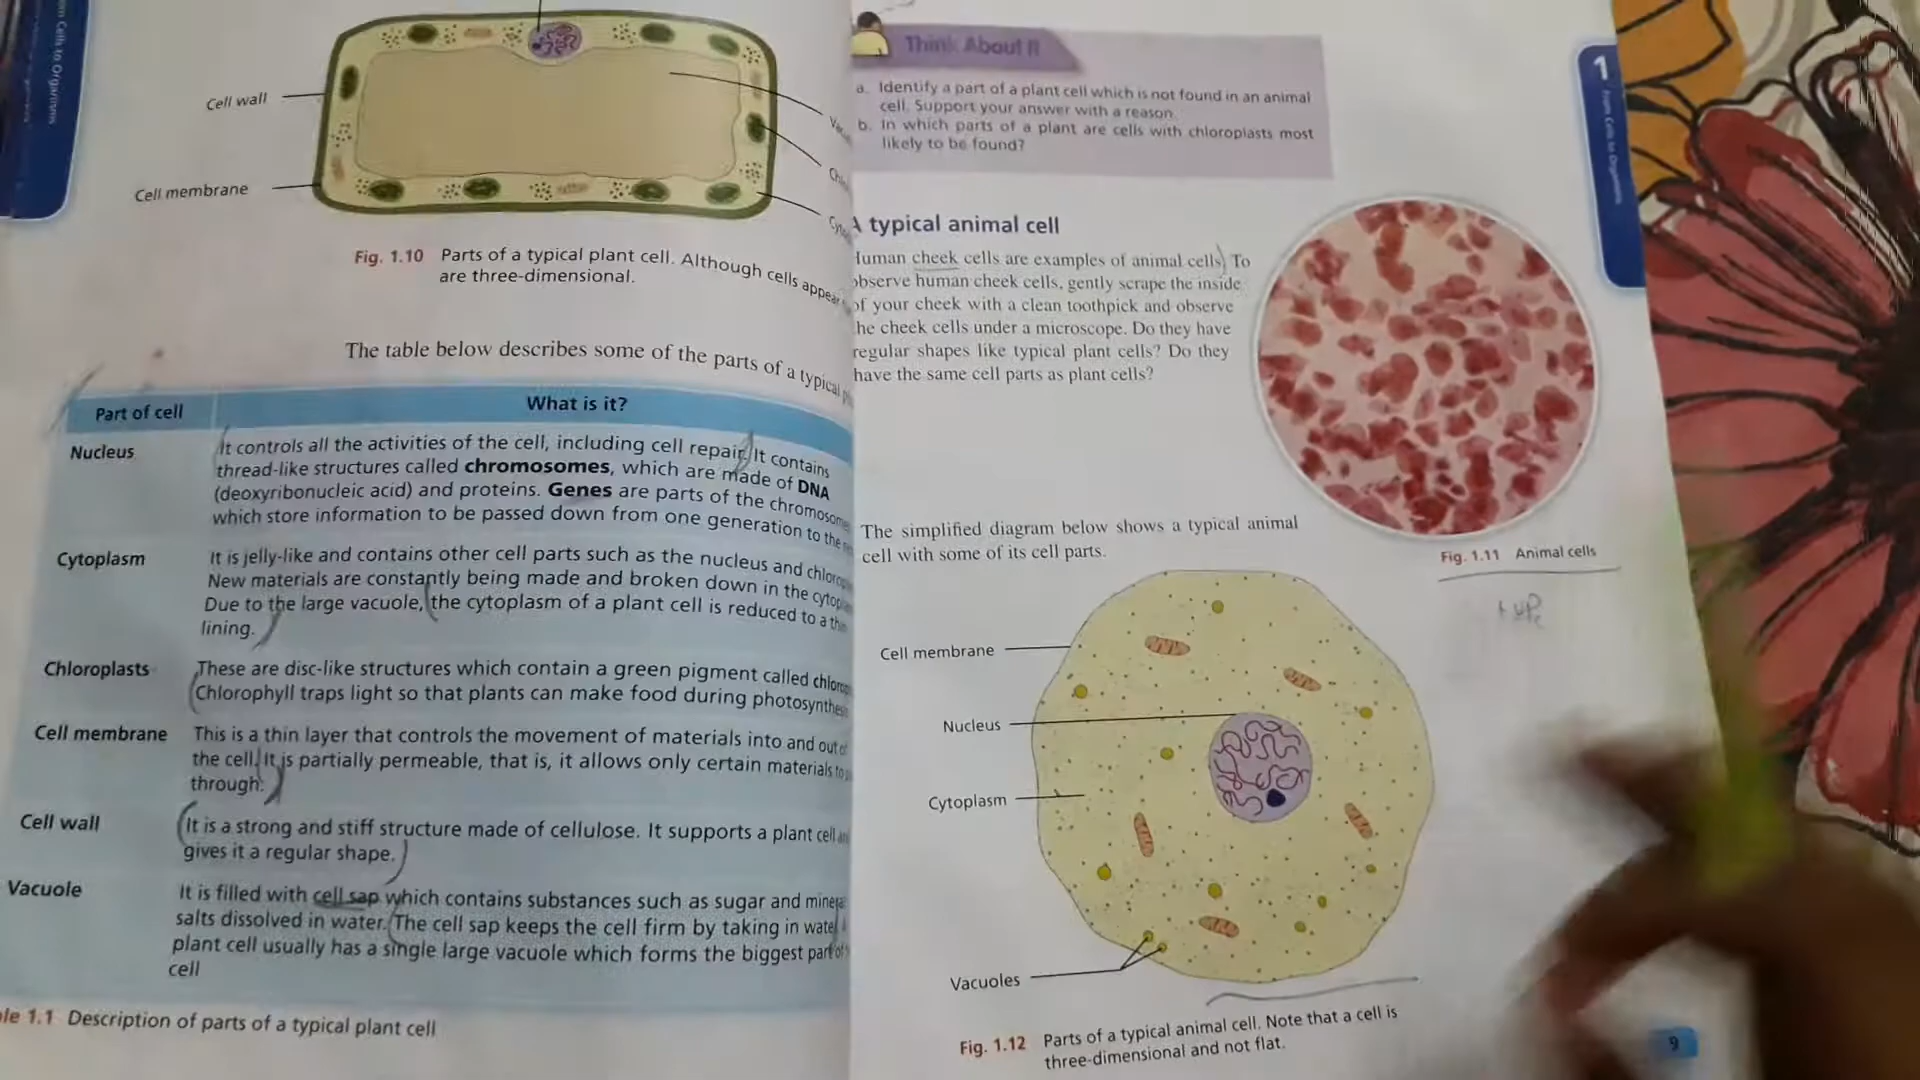 om Cells to Organisms
Cell wall
Cell membrane
Fig. 1.10 Parts of a typical plant cell. Although cells appear
are three-dimensional.
The table below describes some of the parts of a typical
Part of cell What is it?
Nucleus It controls all the activities of the cell, including cell repair. It contains
thread-like structures called chromosomes, which are made of DNA
(deoxyribonucleic acid) and proteins. Genes are parts of the chromosome
which store information to be passed down from one generation to the
Cytoplasm It is jelly-like and contains other cell parts such as the nucleus and chlorop
New materials are constantly being made and broken down in the cytop
Due to the large vacuole, the cytoplasm of a plant cell is reduced to a thin
lining.
Chloroplasts These are disc-like structures which contain a green pigment called chlorop
Chlorophyll traps light so that plants can make food during photosynthesis
Cell membrane This is a thin layer that controls the movement of materials into and out of
the cell. It is partially permeable, that is, it allows only certain materials to
through.
Cell wall It is a strong and stiff structure made of cellulose. It supports a plant cell an
gives it a regular shape.
Vacuole It is filled with cell sap which contains substances such as sugar and minera
salts dissolved in water. The cell sap keeps the cell firm by taking in water.
plant cell usually has a single large vacuole which forms the biggest part of
cell
le 1.1 Description of parts of a typical plant cell
Think About It
a. Identify a part of a plant cell which is not found in an animal
cell. Support your answer with a reason.
b. In which parts of a plant are cells with chloroplasts most
likely to be found?
1 From Cells to Organisms
A typical animal cell
Human cheek cells are examples of animal cells. To
observe human cheek cells, gently scrape the inside
of your cheek with a clean toothpick and observe
he cheek cells under a microscope. Do they have
regular shapes like typical plant cells? Do they
have the same cell parts as plant cells?
Fig. 1.11 Animal cells
The simplified diagram below shows a typical animal
cell with some of its cell parts.
Cell membrane
Nucleus
Cytoplasm
Vacuoles
Fig. 1.12 Parts of a typical animal cell. Note that a cell is
three-dimensional and not flat.
9